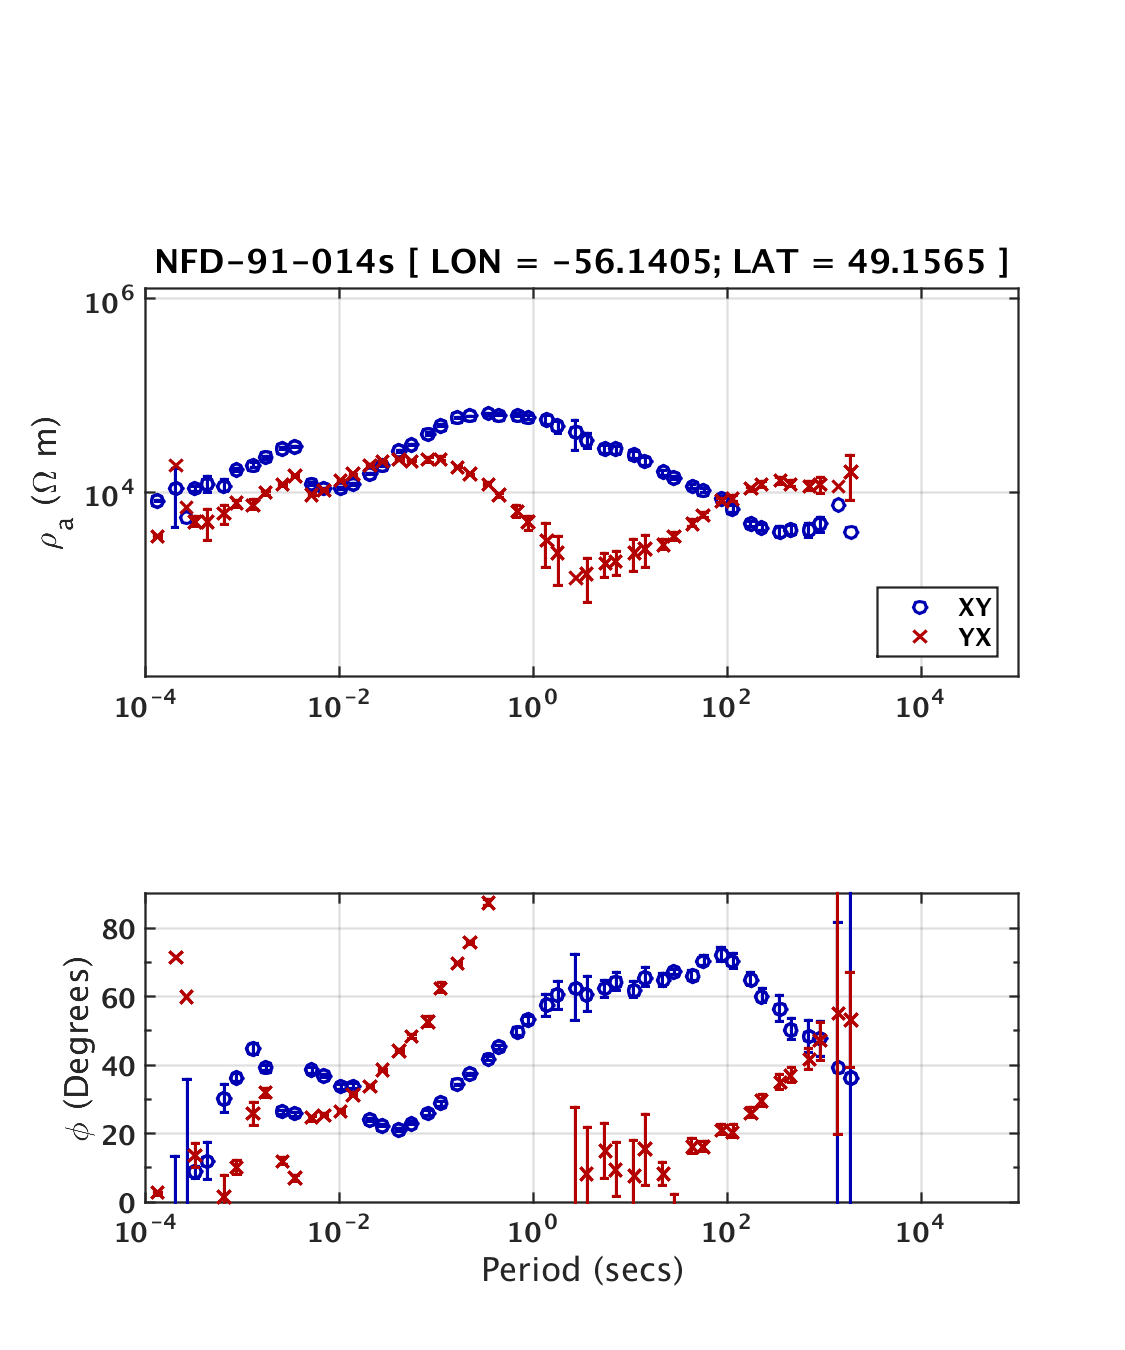 NFD-91-014s [ LON = -56.1405; LAT = 49.1565 ]
10^6
10^4
ρ_a (Ω m)
XY
YX
10^-4 10^-2 10^0 10^2 10^4
80
60
40
20
0
ϕ (Degrees)
10^-4 10^-2 10^0 10^2 10^4
Period (secs)